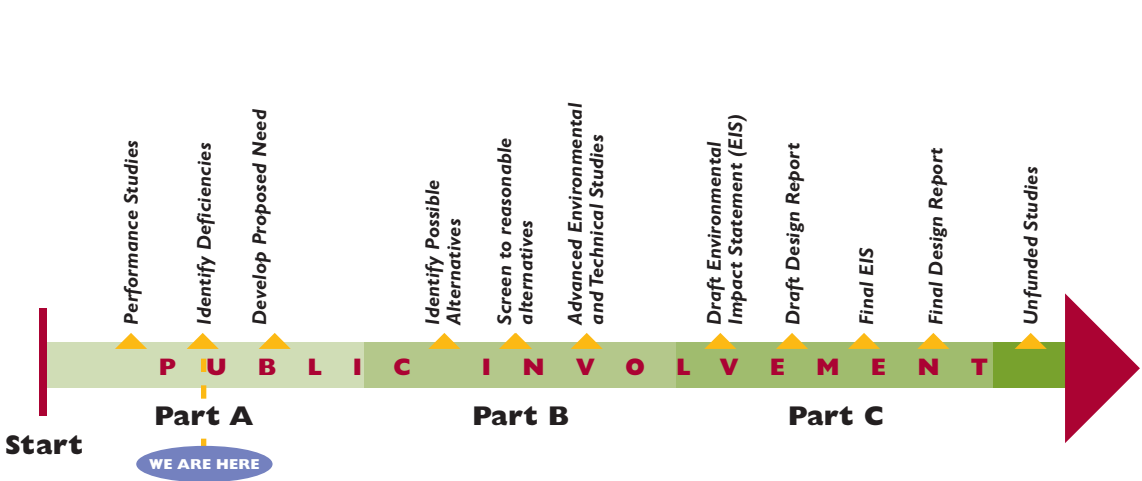 Performance Studies
Identify Deficiencies
Develop Proposed Need
Identify Possible
Alternatives
Screen to reasonable
alternatives
Advanced Environmental
and Technical Studies
Draft Environmental
Impact Statement (EIS)
Draft Design Report
Final EIS
Final Design Report
Unfunded Studies
PUBLIC INVOLVEMENT
Part A
Part B
Part C
Start
WE ARE HERE